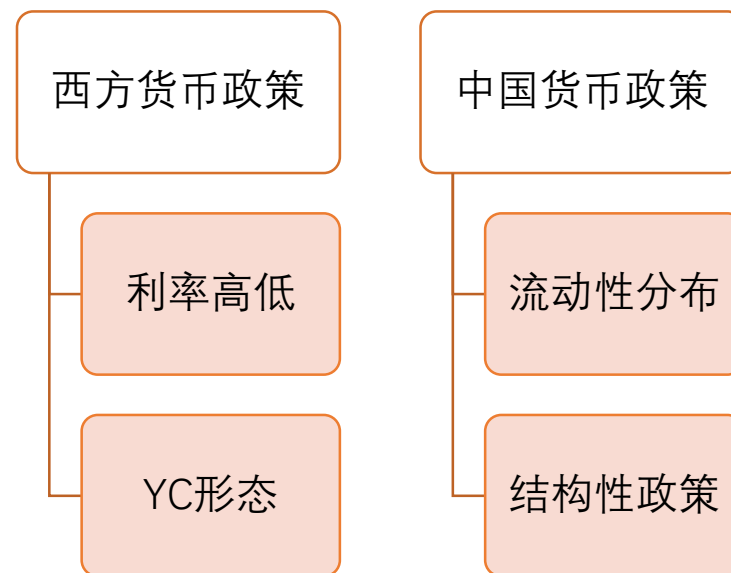 西方货币政策
中国货币政策
利率高低
流动性分布
YC形态
结构性政策